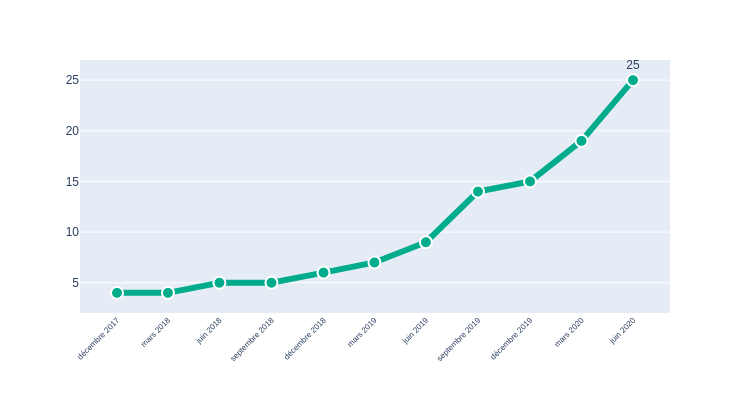 25
25
20
15
10
5
décembre 2017
mars 2018
juin 2018
septembre 2018
décembre 2018
mars 2019
juin 2019
septembre 2019
décembre 2019
mars 2020
juin 2020